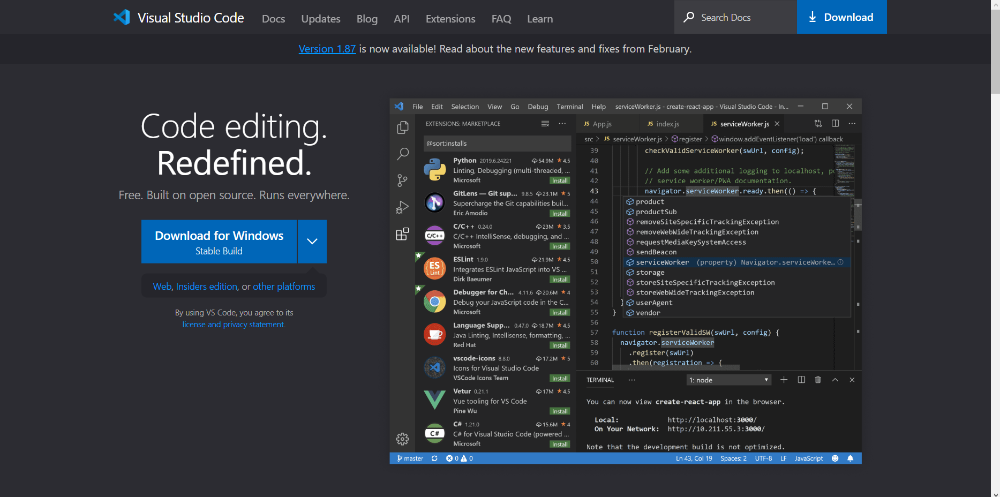 Visual Studio Code Docs Updates Blog API Extensions FAQ Learn Search Docs Download
Version 1.87 is now available! Read about the new features and fixes from February.
Code editing.
Redefined.
Free. Built on open source. Runs everywhere.
Download for Windows
Stable Build
Web, Insiders edition, or other platforms
By using VS Code, you agree to its
license and privacy statement.
File Edit Selection View Go Debug Terminal Help serviceWorker.js - create-react-app - Visual Studio Code - In...
EXTENSIONS: MARKETPLACE
@sort:installs
Python 2019.6.24221 54.9M 4.5
Linting, Debugging (multi-threaded, ...
Microsoft Install
GitLens — Git sup... 9.8.5 23.1M 5
Supercharge the Git capabilities buil...
Eric Amodio Install
C/C++
C/C++ 0.24.0 23M 3.5
C/C++ IntelliSense, debugging, and ...
Microsoft Install
ES
Lint
ESLint 1.9.0 21.9M 4.5
Integrates ESLint JavaScript into VS ...
Dirk Baeumer Install
Debugger for Ch... 4.11.6 20.6M 4
Debug your JavaScript code in the C...
Microsoft Install
Language Supp... 0.47.0 18.7M 4.5
Java Linting, Intellisense, formatting, ...
Red Hat Install
vscode-icons 8.8.0 17.2M 5
Icons for Visual Studio Code
VSCode Icons Team Install
Vetur 0.21.1 17M 4.5
Vue tooling for VS Code
Pine Wu Install
C#
C# 1.21.0 15.6M 4
C# for Visual Studio Code (powered ...
Microsoft Install
JS App.js JS index.js JS serviceWorker.js
src > JS serviceWorker.js > register > window.addEventListener('load') callback
39 checkValidServiceWorker(swUrl, config);
40
41 // Add some additional logging to localhost,
42 // service worker/PWA documentation.
43 navigator.serviceWorker.ready.then(() => {
44 product
45 productSub
46 removeSiteSpecificTrackingException
47 removeWebWideTrackingException
48 requestMediaKeySystemAccess
49 sendBeacon
50 serviceWorker (property) Navigator.serviceWorke...
51 storage
52 storeSiteSpecificTrackingException
53 storeWebWideTrackingException
54 } userAgent
55 } vendor
56
57 function registerValidSW(swUrl, config) {
58 navigator.serviceWorker
59 .register(swUrl)
60 .then(registration => {
TERMINAL ... 1: node
You can now view create-react-app in the browser.
Local: http://localhost:3000/
On Your Network: http://10.211.55.3:3000/
Note that the development build is not optimized.
master 0 0 Ln 43, Col 19 Spaces: 2 UTF-8 LF JavaScript